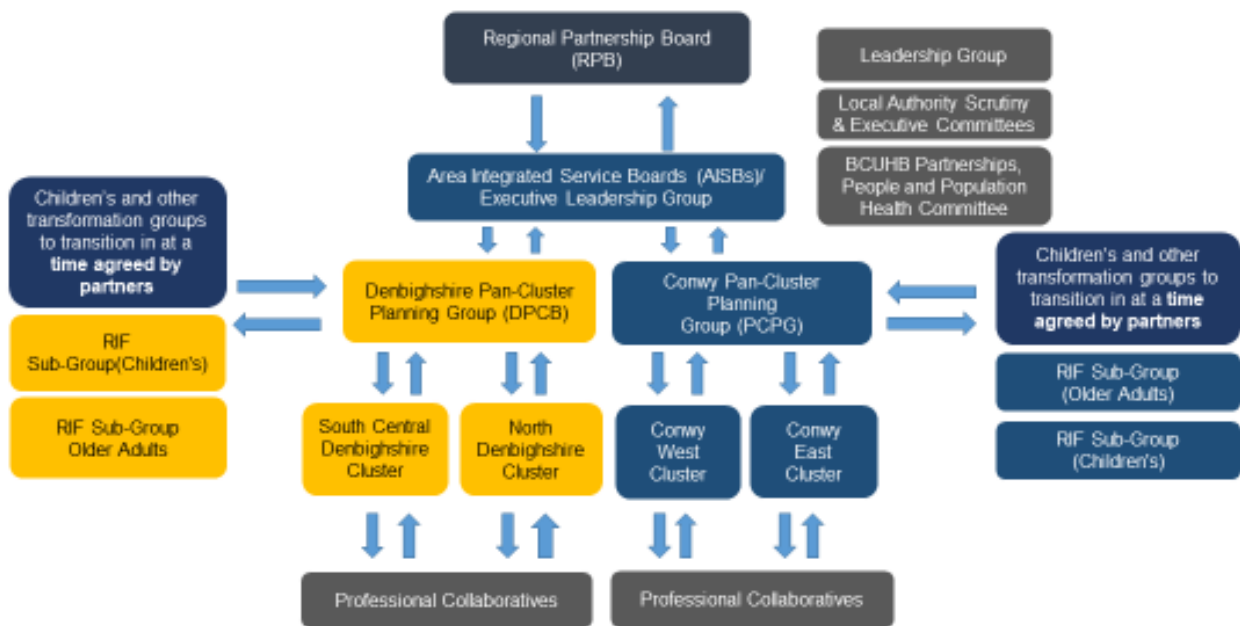 Regional Partnership Board
(RPB)
Leadership Group
Local Authority Scrutiny
& Executive Committees
BCUHB Partnerships,
People and Population
Health Committee
Area Integrated Service Boards (AISBs)/
Executive Leadership Group
Children's and other
transformation groups
to transition in at a
time agreed by
partners
RIF
Sub-Group(Children's)
RIF Sub-Group
Older Adults
Denbighshire Pan-Cluster
Planning Group (DPCB)
Conwy Pan-Cluster
Planning
Group (PCPG)
Children's and other
transformation groups to
transition in at a time
agreed by partners
RIF Sub-Group
(Older Adults)
RIF Sub-Group
(Children's)
South Central
Denbighshire
Cluster
North
Denbighshire
Cluster
Conwy
West
Cluster
Conwy
East
Cluster
Professional Collaboratives
Professional Collaboratives